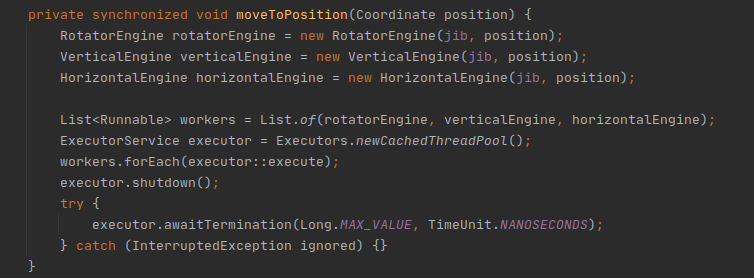 private synchronized void moveToPosition(Coordinate position) {
    RotatorEngine rotatorEngine = new RotatorEngine(jib, position);
    VerticalEngine verticalEngine = new VerticalEngine(jib, position);
    HorizontalEngine horizontalEngine = new HorizontalEngine(jib, position);

    List<Runnable> workers = List.of(rotatorEngine, verticalEngine, horizontalEngine);
    ExecutorService executor = Executors.newCachedThreadPool();
    workers.forEach(executor::execute);
    executor.shutdown();
    try {
        executor.awaitTermination(Long.MAX_VALUE, TimeUnit.NANOSECONDS);
    } catch (InterruptedException ignored) {}
}